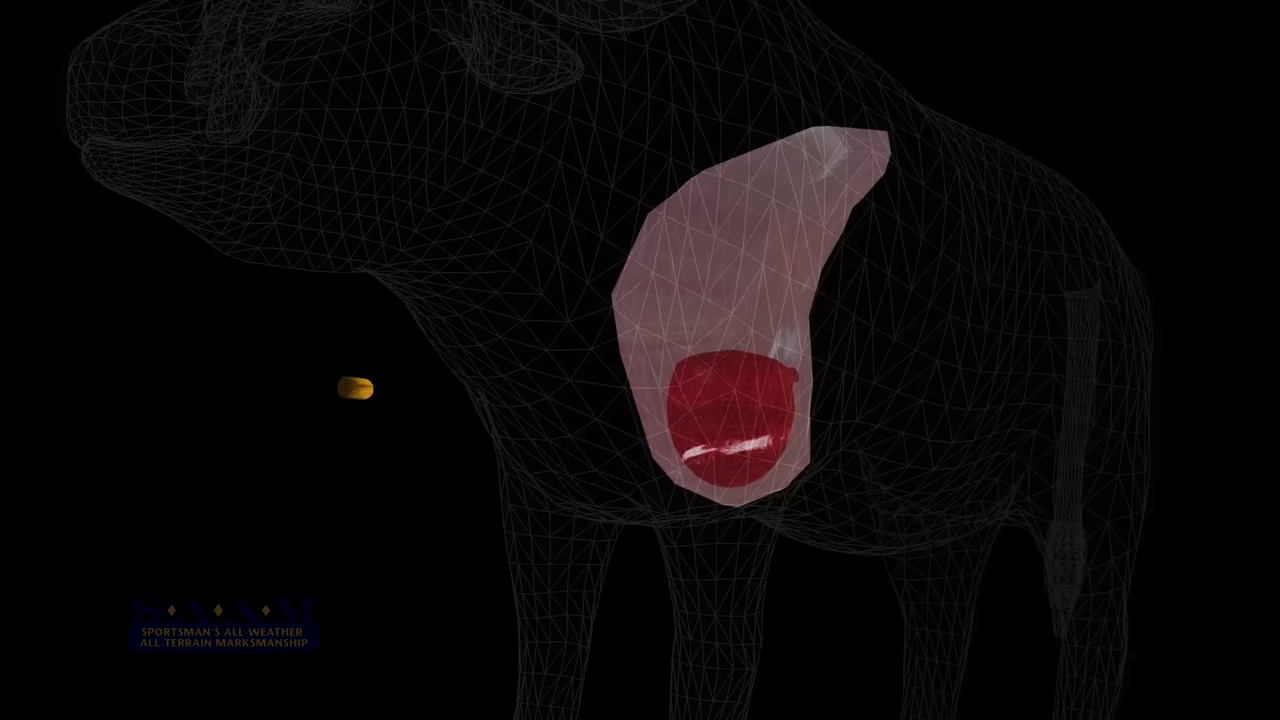 S♦A♦A♦M
SPORTSMAN'S ALL-WEATHER
ALL-TERRAIN MARKSMANSHIP